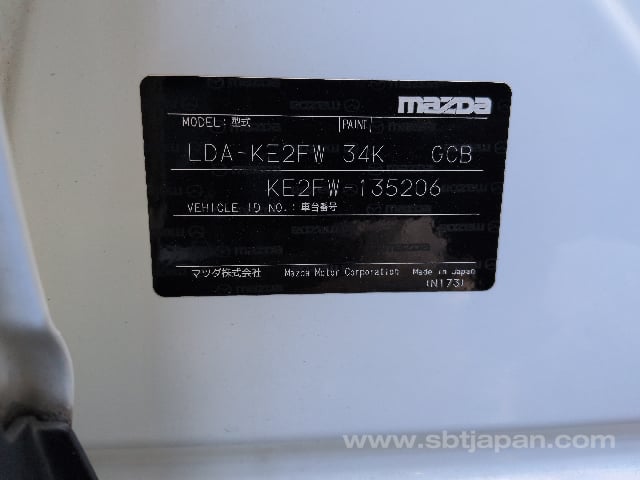 mazda
MODEL:型式 PAINT
LDA-KE2FW 34K GCB
KE2FW-135206
VEHICLE ID NO.:車台番号
マツダ株式会社 Mazda Motor Corporation Made in Japan
(N173)
www.sbtjapan.com